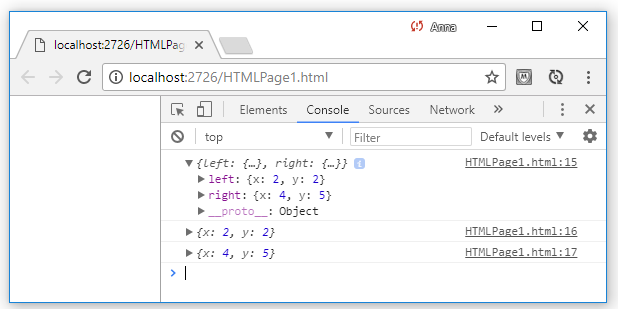 Anna
localhost:2726/HTMLPag
localhost:2726/HTMLPage1.html
Elements Console Sources Network »
top Filter Default levels
{left: {…}, right: {…}} i HTMLPage1.html:15
left: {x: 2, y: 2}
right: {x: 4, y: 5}
__proto__: Object
{x: 2, y: 2} HTMLPage1.html:16
{x: 4, y: 5} HTMLPage1.html:17
>